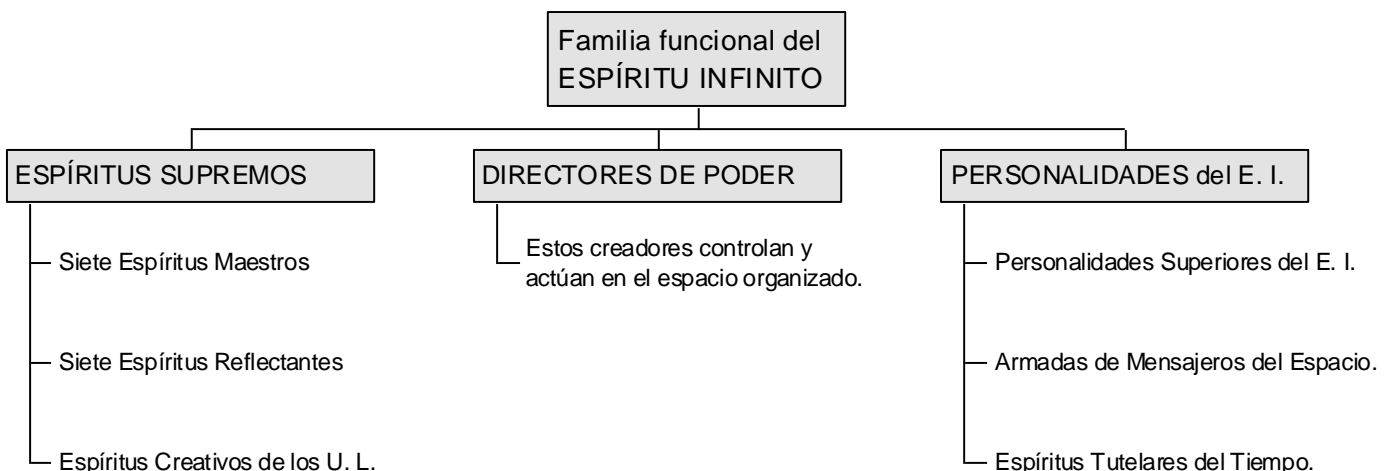 Familia funcional del
ESPÍRITU INFINITO
ESPÍRITUS SUPREMOS
Siete Espíritus Maestros
Siete Espíritus Reflectantes
Espíritus Creativos de los U. L.
DIRECTORES DE PODER
Estos creadores controlan y
actúan en el espacio organizado.
PERSONALIDADES del E. I.
Personalidades Superiores del E. I.
Armadas de Mensajeros del Espacio.
Espíritus Tutelares del Tiempo.